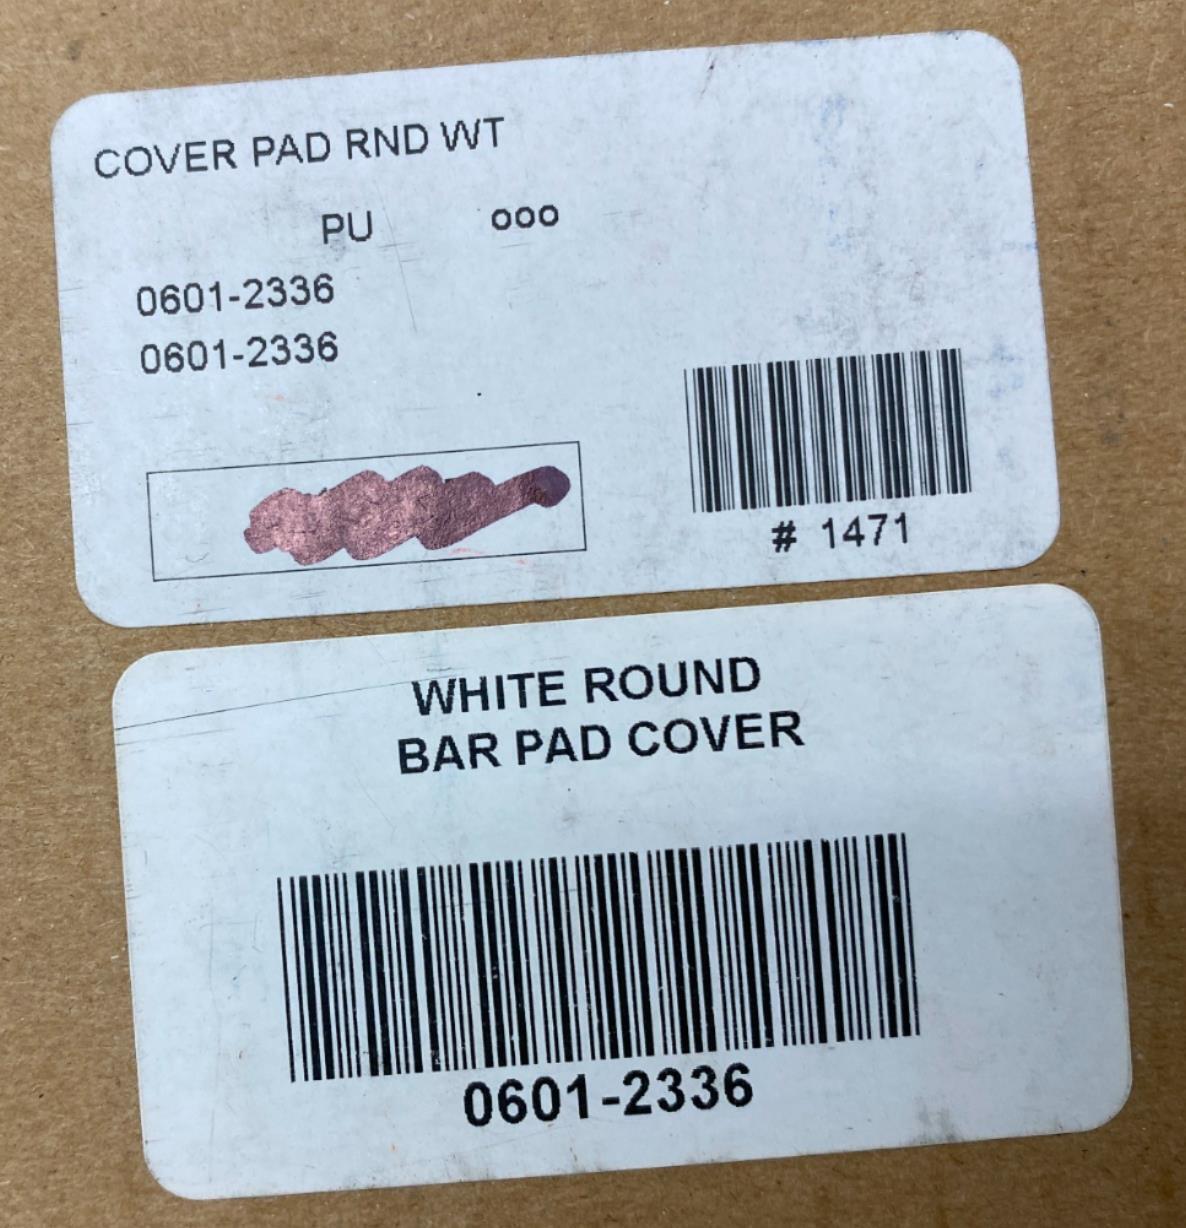 COVER PAD RND WT
PU ooo
0601-2336
0601-2336
# 1471
WHITE ROUND
BAR PAD COVER
0601-2336